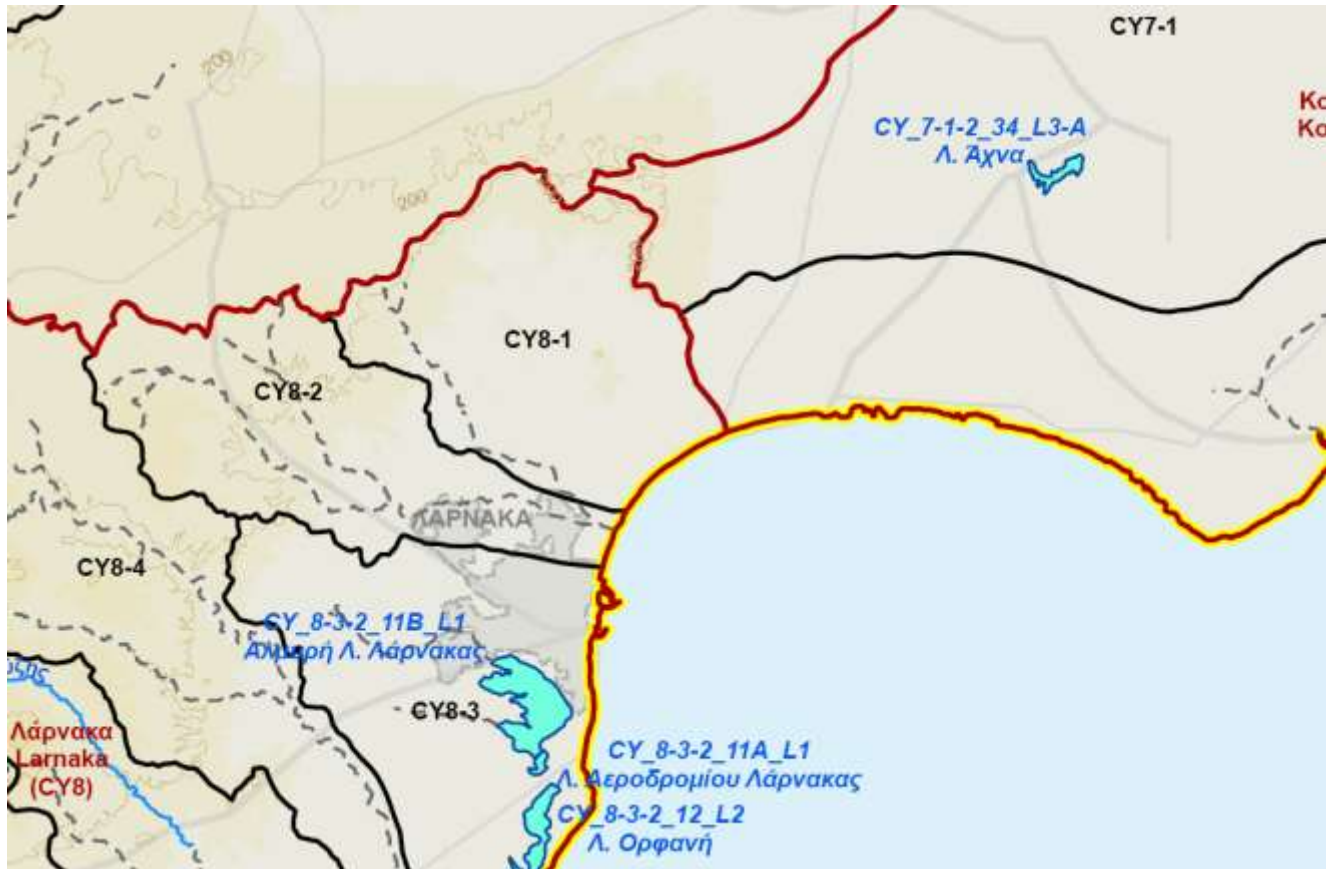 CY7-1
200
CY_7-1-2_34_L3-A
Λ. Άχνα
200
CY8-1
CY8-2
ΛΑΡΝΑΚΑ
CY8-4
CY_8-3-2_11B_L1
Αλμυρή Λ. Λάρνακας
CY8-3
Λάρνακα
Larnaka
(CY8)
CY_8-3-2_11A_L1
Λ. Αεροδρομίου Λάρνακας
CY_8-3-2_12_L2
Λ. Ορφανή